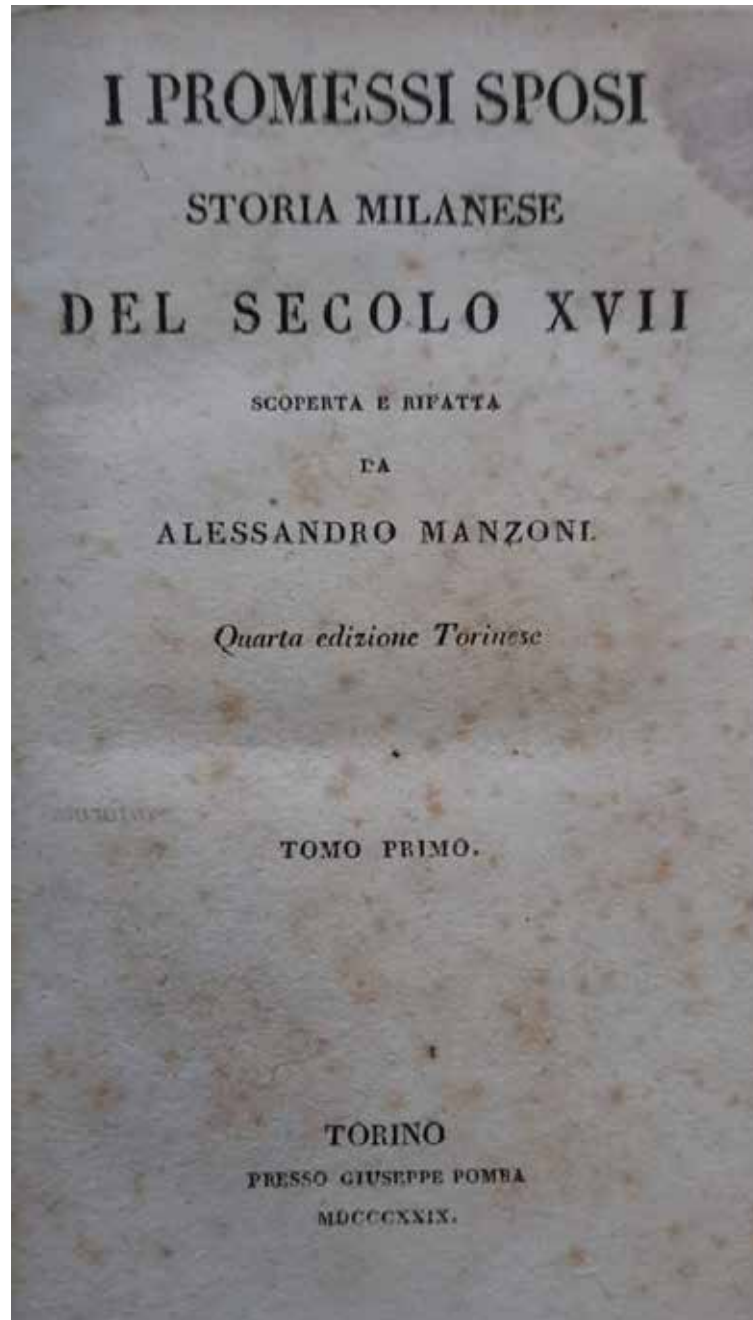 I PROMESSI SPOSI
STORIA MILANESE
DEL SECOLO XVII
SCOPERTA E RIFATTA
DA
ALESSANDRO MANZONI.
Quarta edizione Torinese
TOMO PRIMO.
TORINO
PRESSO GIUSEPPE POMBA
MDCCCXXIX.